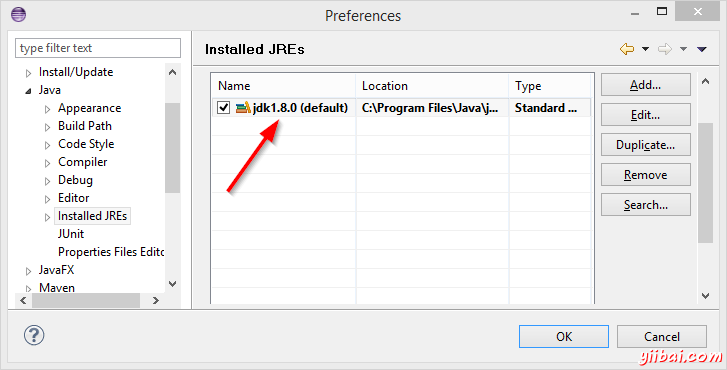 Preferences
type filter text
Install/Update
Java
Appearance
Build Path
Code Style
Compiler
Debug
Editor
Installed JREs
JUnit
Properties Files Edito
JavaFX
Maven
Installed JREs
Name Location Type
jdk1.8.0 (default) C:\Program Files\Java\j... Standard ...
Add...
Edit...
Duplicate...
Remove
Search...
?
OK Cancel
yiibai.com